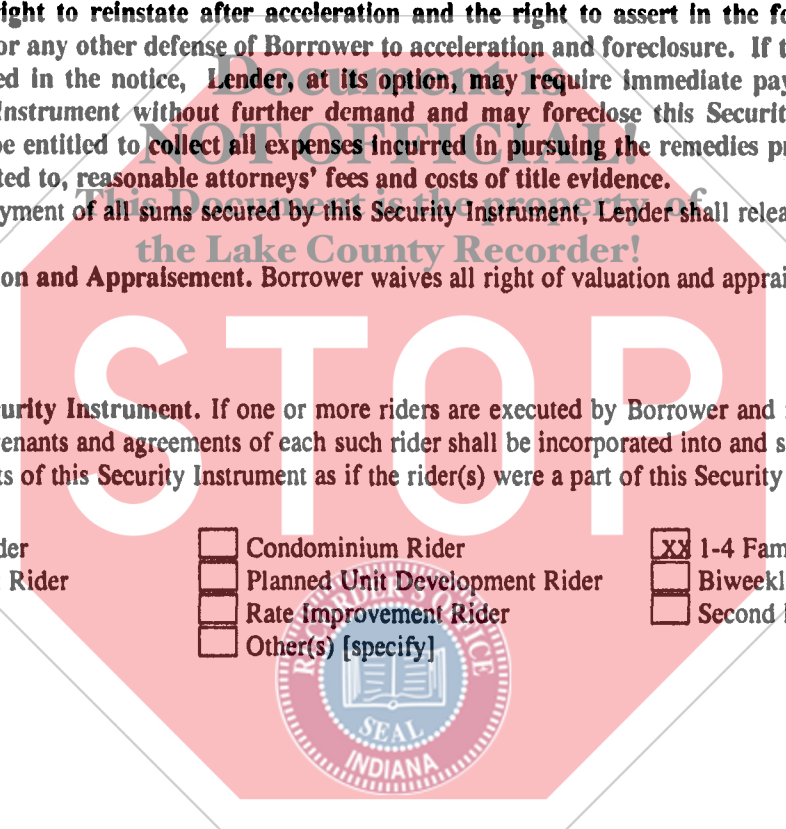 ight to reinstate after acceleration and the right to assert in the fo
or any other defense of Borrower to acceleration and foreclosure. If t
ed in the notice, Lender, at its option, may require immediate pay
Instrument without further demand and may foreclose this Securit
be entitled to collect all expenses incurred in pursuing the remedies pr
ted to, reasonable attorneys' fees and costs of title evidence.
yment of all sums secured by this Security Instrument, Lender shall relea
on and Appraisement. Borrower waives all right of valuation and apprai
Document is
NOT OFFICIAL!
This Document is the property of
the Lake County Recorder!
STOP
urity Instrument. If one or more riders are executed by Borrower and
enants and agreements of each such rider shall be incorporated into and s
ts of this Security Instrument as if the rider(s) were a part of this Security
der Condominium Rider xx 1-4 Fam
Rider Planned Unit Development Rider Biweekl
Rate Improvement Rider Second
Other(s) [specify]
RECORDER'S OFFICE
SEAL
INDIANA